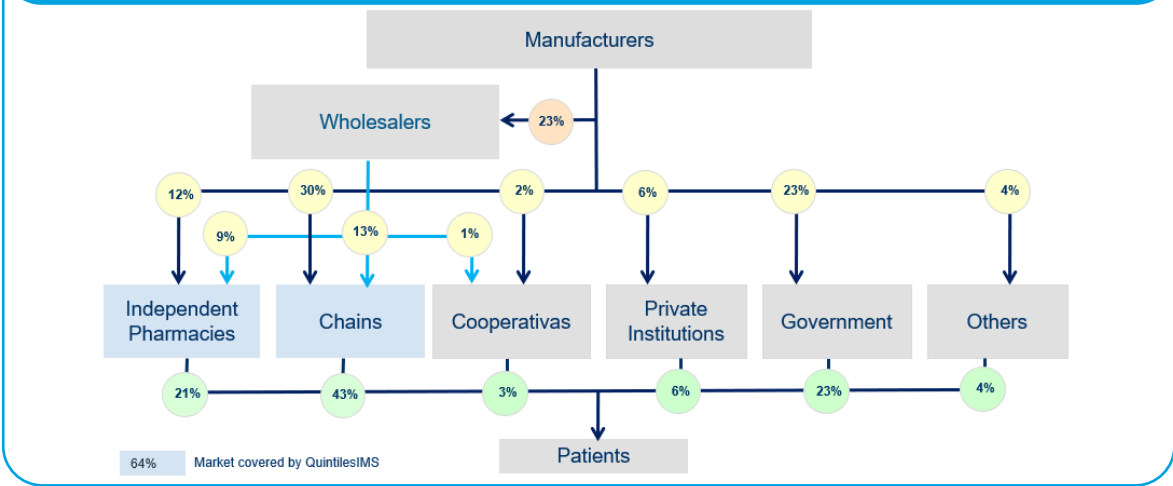 Manufacturers
Wholesalers
23%
12%
30%
2%
6%
23%
4%
9%
13%
1%
Independent
Pharmacies
Chains
Cooperativas
Private
Institutions
Government
Others
21%
43%
3%
6%
23%
4%
Patients
64%
Market covered by QuintilesIMS